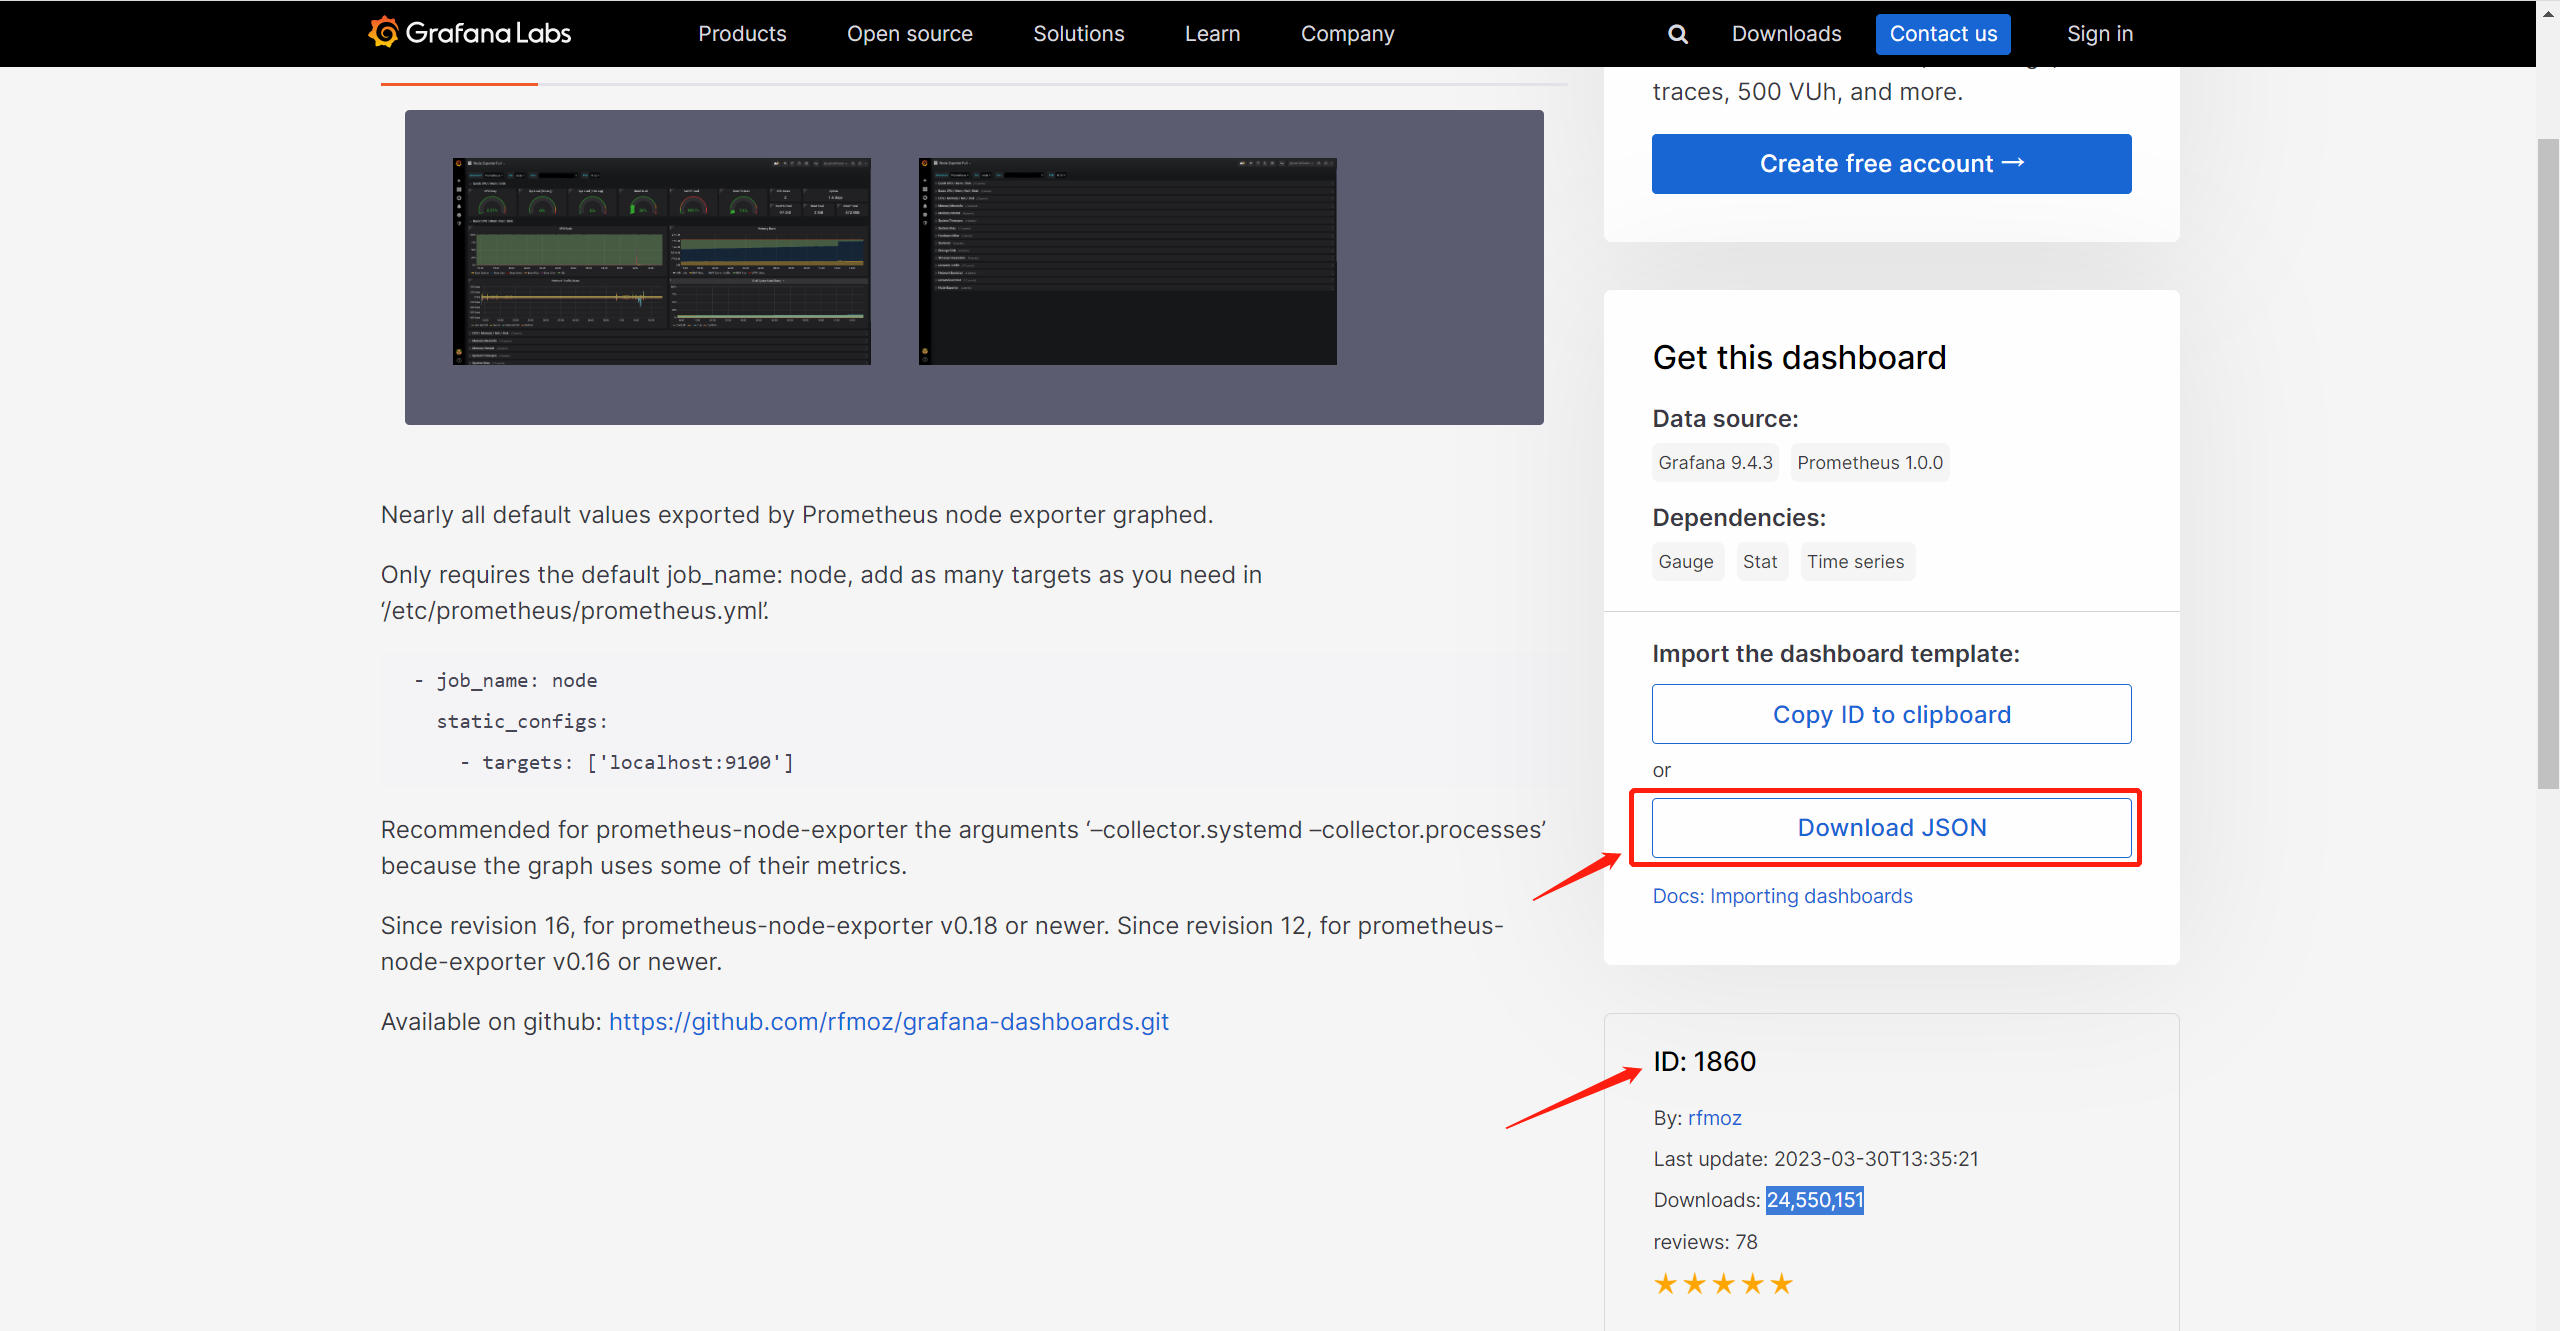 Grafana Labs
Products
Open source
Solutions
Learn
Company
Downloads
Contact us
Sign in
traces, 500 VUh, and more.
Create free account →
Get this dashboard
Data source:
Grafana 9.4.3
Prometheus 1.0.0
Dependencies:
Gauge
Stat
Time series
Import the dashboard template:
Copy ID to clipboard
or
Download JSON
Docs: Importing dashboards
ID: 1860
By: rfmoz
Last update: 2023-03-30T13:35:21
Downloads: 24,550,151
reviews: 78
Nearly all default values exported by Prometheus node exporter graphed.
Only requires the default job_name: node, add as many targets as you need in
‘/etc/prometheus/prometheus.yml’.
- job_name: node
static_configs:
- targets: ['localhost:9100']
Recommended for prometheus-node-exporter the arguments ‘–collector.systemd –collector.processes’
because the graph uses some of their metrics.
Since revision 16, for prometheus-node-exporter v0.18 or newer. Since revision 12, for prometheus-
node-exporter v0.16 or newer.
Available on github: https://github.com/rfmoz/grafana-dashboards.git